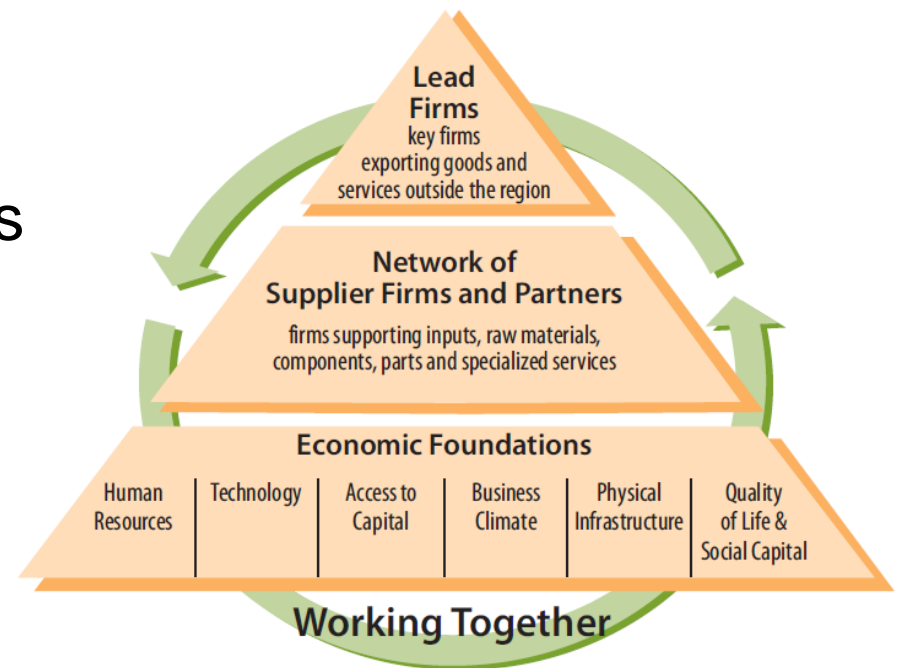 s
Lead
Firms
key firms
exporting goods and
services outside the region
Network of
Supplier Firms and Partners
firms supporting inputs, raw materials,
components, parts and specialized services
Economic Foundations
Human
Resources
Technology
Access to
Capital
Business
Climate
Physical
Infrastructure
Quality
of Life &
Social Capital
Working Together